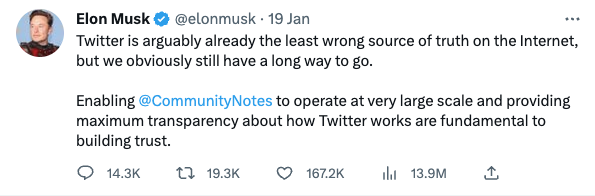 Elon Musk @elonmusk · 19 Jan
Twitter is arguably already the least wrong source of truth on the Internet,
but we obviously still have a long way to go.
Enabling @CommunityNotes to operate at very large scale and providing
maximum transparency about how Twitter works are fundamental to
building trust.
14.3K 19.3K 167.2K 13.9M